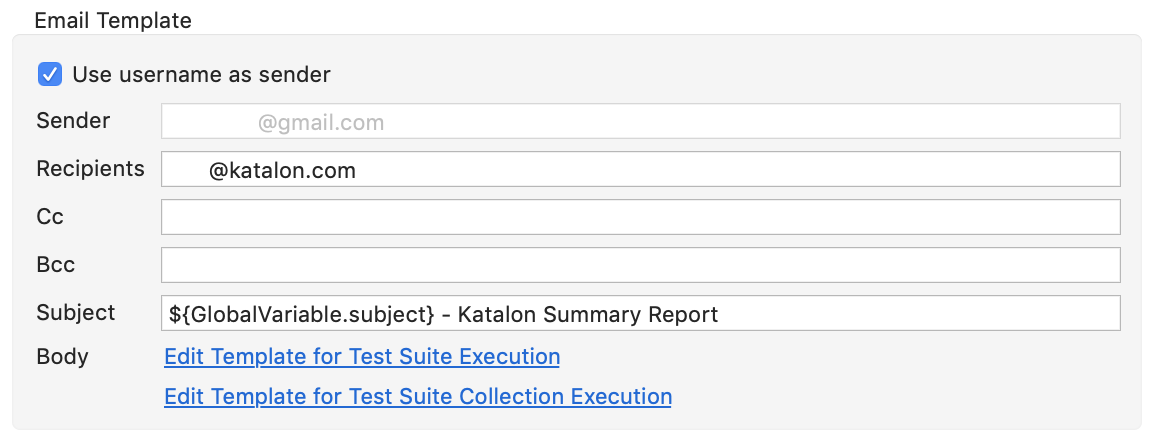 Email Template
Use username as sender
Sender @gmail.com
Recipients @katalon.com
Cc
Bcc
Subject ${GlobalVariable.subject} - Katalon Summary Report
Body Edit Template for Test Suite Execution
Edit Template for Test Suite Collection Execution